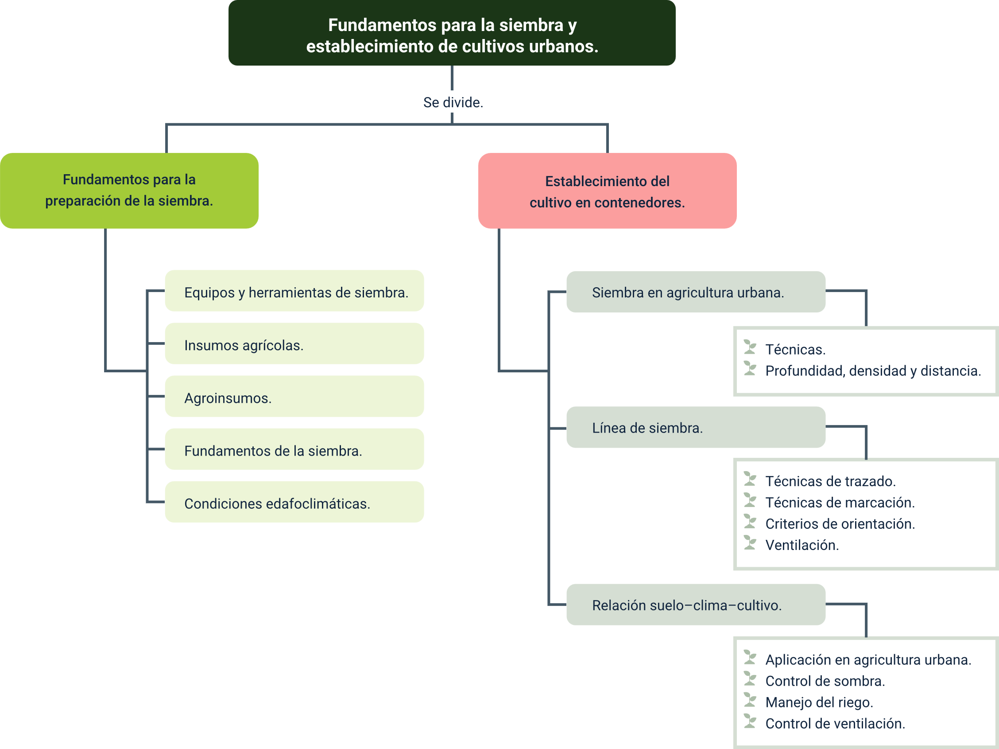 Fundamentos para la siembra y
establecimiento de cultivos urbanos.
Se divide.
Fundamentos para la
preparación de la siembra.
Equipos y herramientas de siembra.
Insumos agrícolas.
Agroinsumos.
Fundamentos de la siembra.
Condiciones edafoclimáticas.
Establecimiento del
cultivo en contenedores.
Siembra en agricultura urbana.
Técnicas.
Profundidad, densidad y distancia.
Línea de siembra.
Técnicas de trazado.
Técnicas de marcación.
Criterios de orientación.
Ventilación.
Relación suelo–clima–cultivo.
Aplicación en agricultura urbana.
Control de sombra.
Manejo del riego.
Control de ventilación.